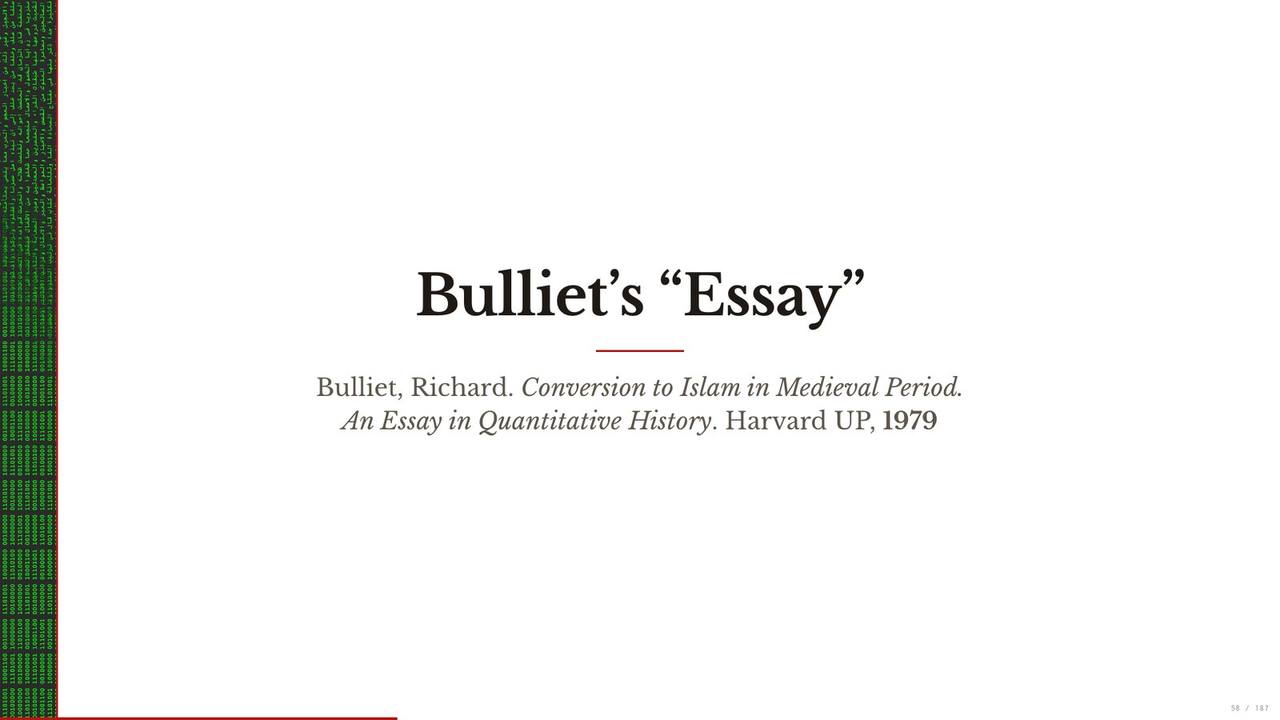 Bulliet’s “Essay”
Bulliet, Richard. Conversion to Islam in Medieval Period.
An Essay in Quantitative History. Harvard UP, 1979
58 / 187